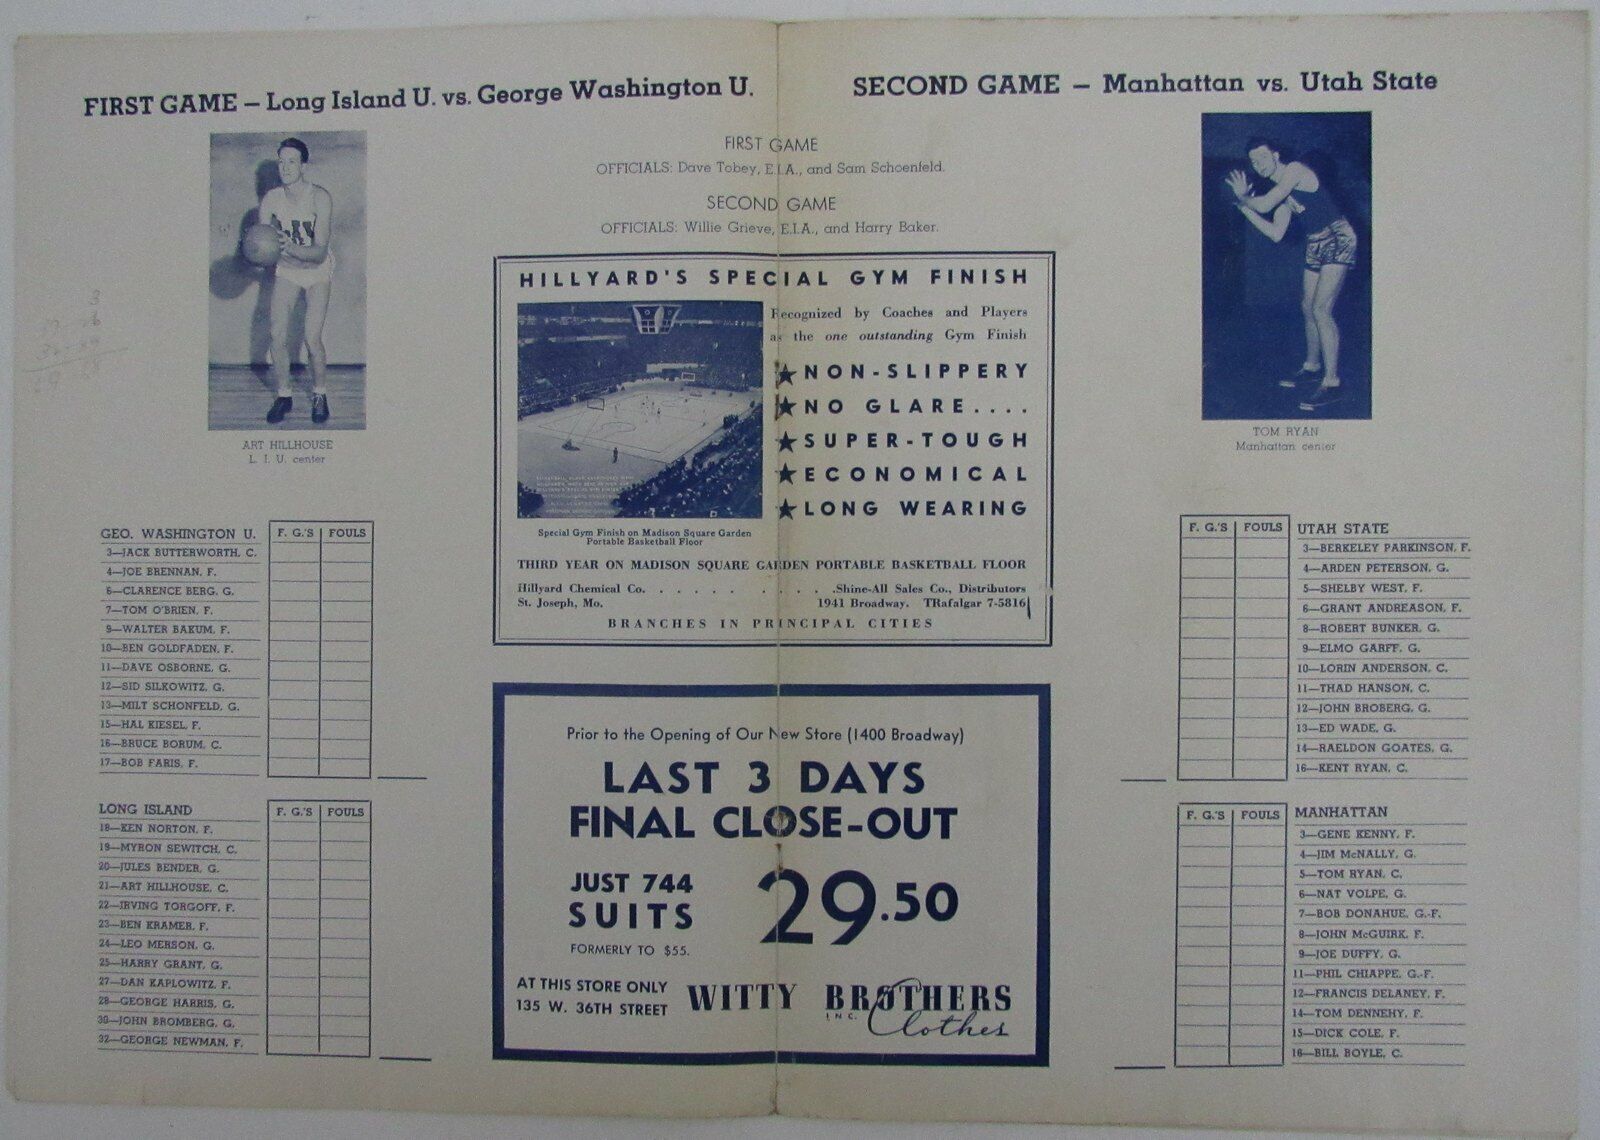 FIRST GAME – Long Island U. vs. George Washington U.
SECOND GAME – Manhattan vs. Utah State
FIRST GAME
OFFICIALS: Dave Tobey, E.I.A., and Sam Schoenfeld.
SECOND GAME
OFFICIALS: Willie Grieve, E.I.A., and Harry Baker.
ART HILLHOUSE
L. I. U. center
TOM RYAN
Manhattan center
HILLYARD'S SPECIAL GYM FINISH
Recognized by Coaches and Players
as the one outstanding Gym Finish
★NON-SLIPPERY
★NO GLARE....
★SUPER-TOUGH
★ECONOMICAL
★LONG WEARING
Special Gym Finish on Madison Square Garden
Portable Basketball Floor
THIRD YEAR ON MADISON SQUARE GARDEN PORTABLE BASKETBALL FLOOR
Hillyard Chemical Co. . . . . . . . . . . .Shine-All Sales Co., Distributors
St. Joseph, Mo. 1941 Broadway. TRafalgar 7-5816
BRANCHES IN PRINCIPAL CITIES
GEO. WASHINGTON U. F. G.'S FOULS
3—JACK BUTTERWORTH, C.
4—JOE BRENNAN, F.
6—CLARENCE BERG, G.
7—TOM O'BRIEN, F.
9—WALTER BAKUM, F.
10—BEN GOLDFADEN, F.
11—DAVE OSBORNE, G.
12—SID SILKOWITZ, G.
13—MILT SCHONFELD, G.
15—HAL KIESEL, F.
16—BRUCE BORUM, C.
17—BOB FARIS, F.
LONG ISLAND F. G.'S FOULS
18—KEN NORTON, F.
19—MYRON SEWITCH, C.
20—JULES BENDER, G.
21—ART HILLHOUSE, C.
22—IRVING TORGOFF, F.
23—BEN KRAMER, F.
24—LEO MERSON, G.
25—HARRY GRANT, G.
27—DAN KAPLOWITZ, F.
28—GEORGE HARRIS, G.
30—JOHN BROMBERG, G.
32—GEORGE NEWMAN, F.
Prior to the Opening of Our New Store (1400 Broadway)
LAST 3 DAYS
FINAL CLOSE-OUT
JUST 744
SUITS
29.50
FORMERLY TO $55.
AT THIS STORE ONLY
135 W. 36TH STREET
WITTY BROTHERS
INC.
Clothes
F. G.'S FOULS UTAH STATE
3—BERKELEY PARKINSON, F.
4—ARDEN PETERSON, G.
5—SHELBY WEST, F.
6—GRANT ANDREASON, F.
8—ROBERT BUNKER, G.
9—ELMO GARFF, G.
10—LORIN ANDERSON, C.
11—THAD HANSON, C.
12—JOHN BROBERG, G.
13—ED WADE, G.
14—RAELDON GOATES, G.
16—KENT RYAN, C.
F. G.'S FOULS MANHATTAN
3—GENE KENNY, F.
4—JIM McNALLY, G.
5—TOM RYAN, C.
6—NAT VOLPE, G.
7—BOB DONAHUE, G.-F.
8—JOHN McGUIRK, F.
9—JOE DUFFY, G.
11—PHIL CHIAPPE, G.-F.
12—FRANCIS DELANEY, F.
14—TOM DENNEHY, F.
15—DICK COLE, F.
16—BILL BOYLE, C.